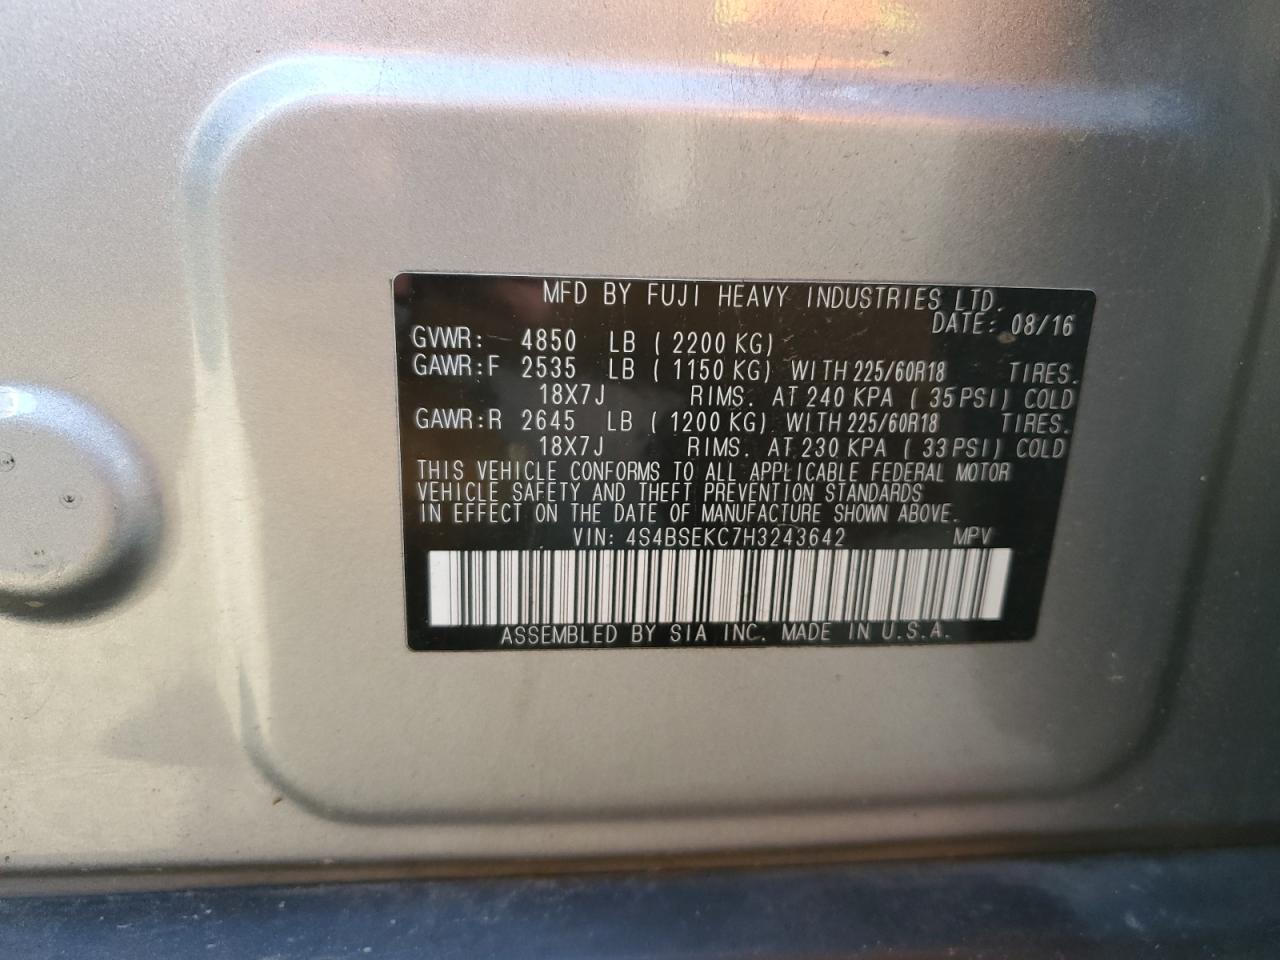 MFD BY FUJI HEAVY INDUSTRIES LTD.
DATE: 08/16
GVWR: 4850 LB ( 2200 KG)
GAWR:F 2535 LB ( 1150 KG) WITH 225/60R18 TIRES.
18X7J RIMS. AT 240 KPA ( 35 PSI) COLD
GAWR:R 2645 LB ( 1200 KG) WITH 225/60R18 TIRES.
18X7J RIMS. AT 230 KPA ( 33 PSI) COLD
THIS VEHICLE CONFORMS TO ALL APPLICABLE FEDERAL MOTOR
VEHICLE SAFETY AND THEFT PREVENTION STANDARDS
IN EFFECT ON THE DATE OF MANUFACTURE SHOWN ABOVE.
VIN: 4S4BSEKC7H3243642 MPV
ASSEMBLED BY SIA INC. MADE IN U.S.A.